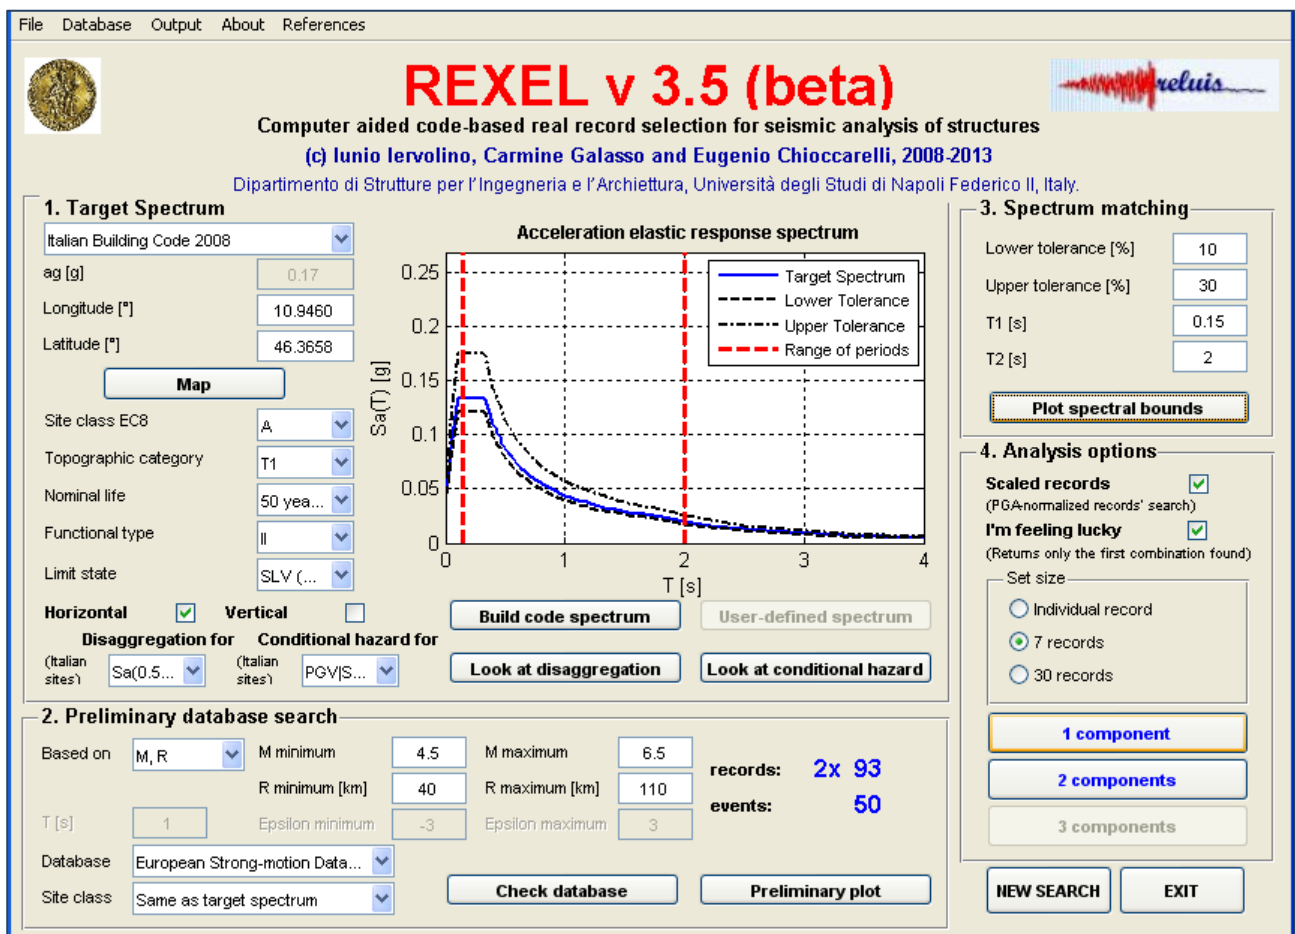 File Database Output About References
REXEL v 3.5 (beta)
reluis
Computer aided code-based real record selection for seismic analysis of structures
(c) Iunio Iervolino, Carmine Galasso and Eugenio Chioccarelli, 2008-2013
Dipartimento di Strutture per l'Ingegneria e l'Archiettura, Università degli Studi di Napoli Federico II, Italy.
1. Target Spectrum
Italian Building Code 2008
ag [g] 0.17
Longitude [°] 10.9460
Latitude [°] 46.3658
Map
Site class EC8 A
Topographic category T1
Nominal life 50 yea...
Functional type II
Limit state SLV (...
Horizontal Vertical
Disaggregation for Conditional hazard for
(Italian sites) Sa(0.5... (Italian sites) PGV|S...
Acceleration elastic response spectrum
Target Spectrum
Lower Tolerance
Upper Tolerance
Range of periods
Sa(T) [g]
0.25
0.2
0.15
0.1
0.05
0
0 1 2 3 4
T [s]
Build code spectrum User-defined spectrum
Look at disaggregation Look at conditional hazard
2. Preliminary database search
Based on M, R M minimum 4.5 M maximum 6.5
R minimum [km] 40 R maximum [km] 110
records: 2x 93
events: 50
T [s] 1 Epsilon minimum -3 Epsilon maximum 3
Database European Strong-motion Data...
Site class Same as target spectrum
Check database Preliminary plot
3. Spectrum matching
Lower tolerance [%] 10
Upper tolerance [%] 30
T1 [s] 0.15
T2 [s] 2
Plot spectral bounds
4. Analysis options
Scaled records
(PGA-normalized records' search)
I'm feeling lucky
(Returns only the first combination found)
Set size
Individual record
7 records
30 records
1 component
2 components
3 components
NEW SEARCH EXIT